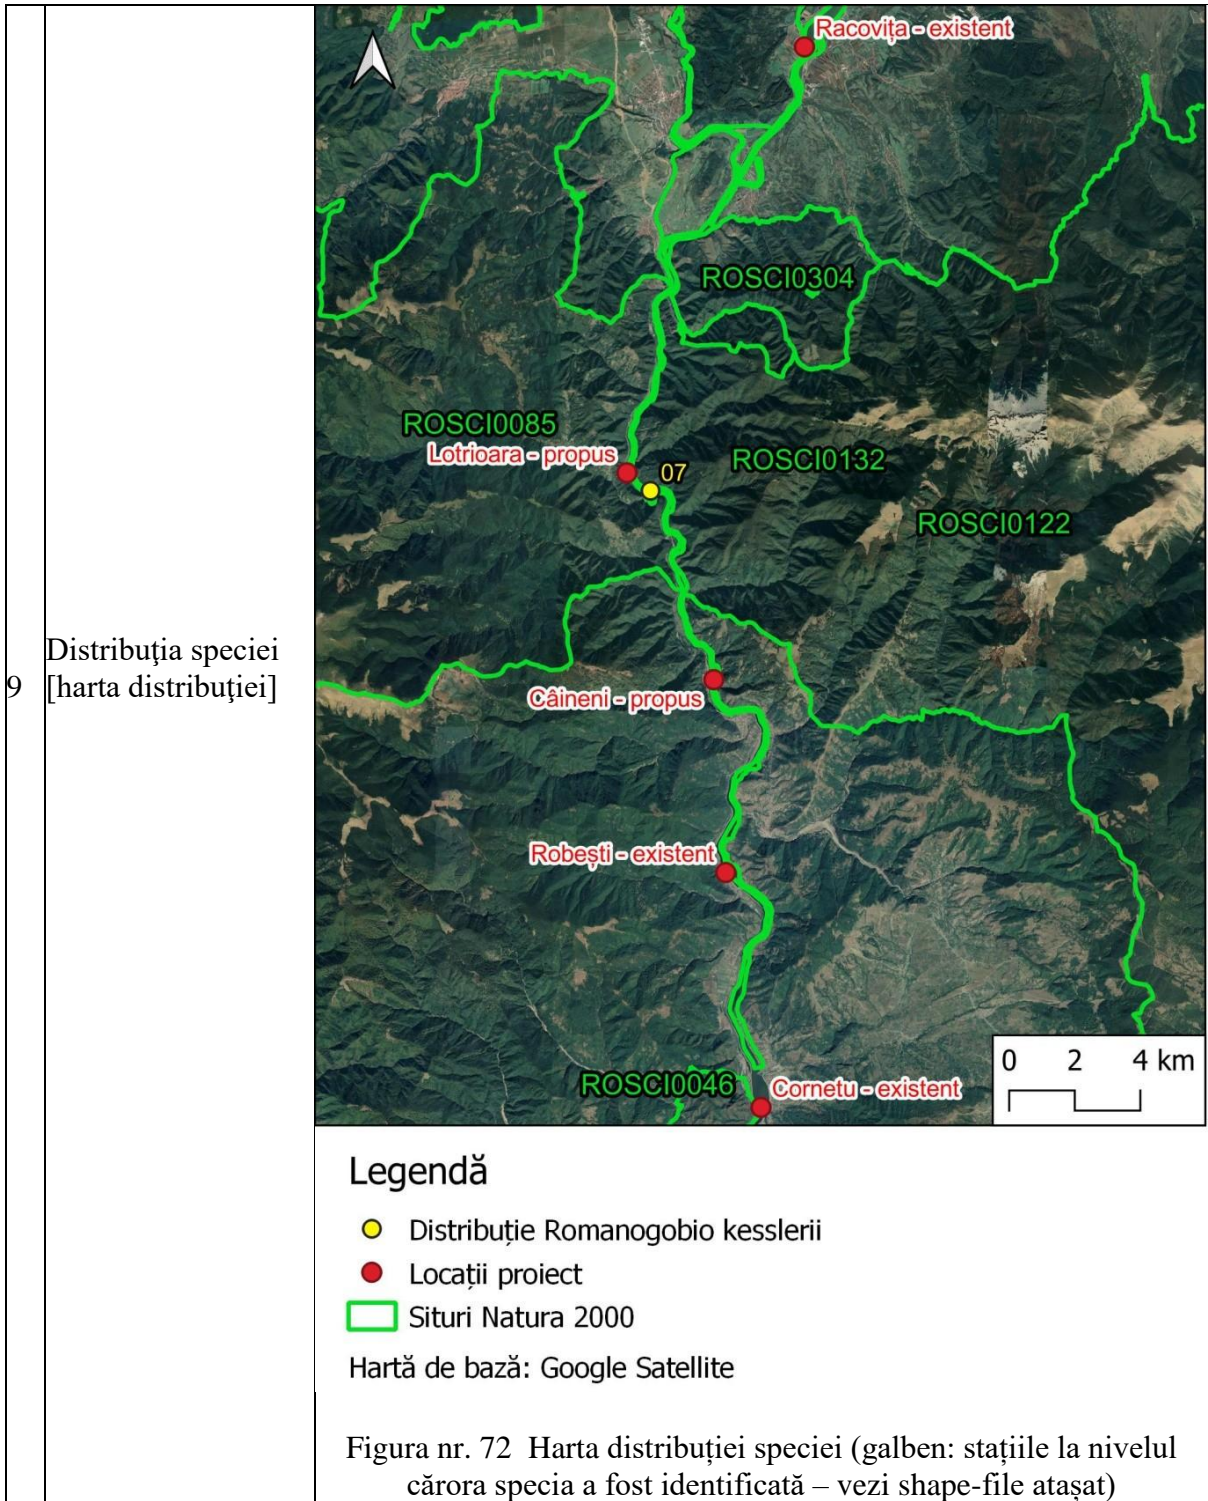 9
Distribuţia speciei
[harta distribuţiei]
Racovița - existent
ROSCI0304
ROSCI0085
Lotrioara - propus
07
ROSCI0132
ROSCI0122
Câineni - propus
Robești - existent
ROSCI0046
Cornetu - existent
0 2 4 km
Legendă
Distribuție Romanogobio kesslerii
Locații proiect
Situri Natura 2000
Hartă de bază: Google Satellite
Figura nr. 72 Harta distribuției speciei (galben: stațiile la nivelul
cărora specia a fost identificată – vezi shape-file atașat)